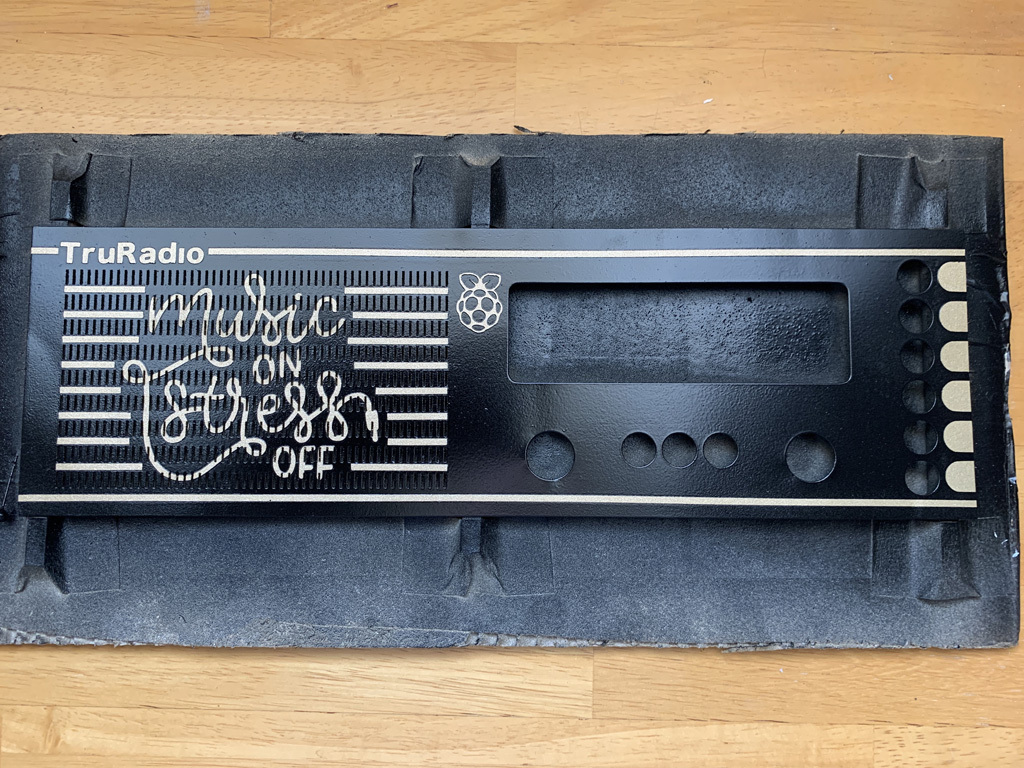 TruRadio
music
ON
stress
OFF